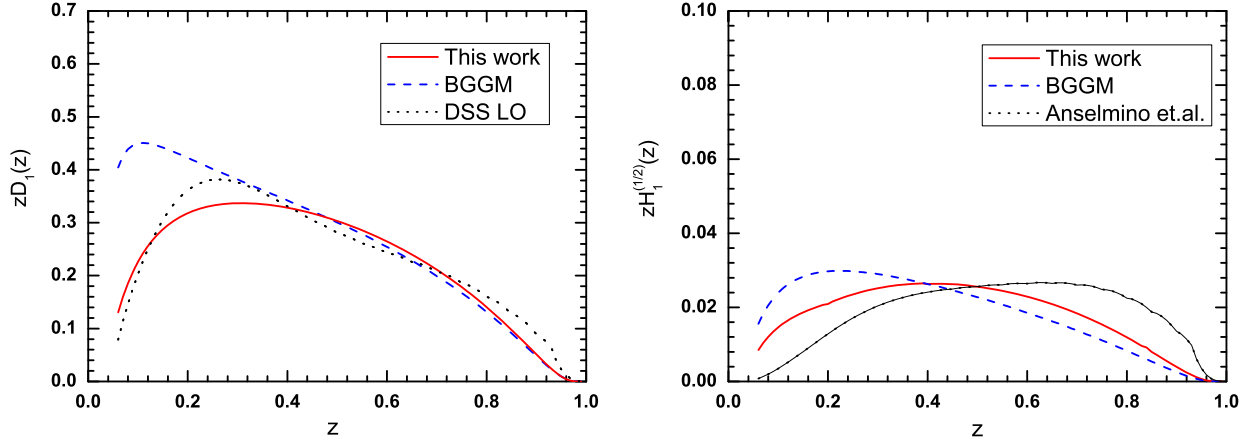 0.7
0.6
0.5
0.4
0.3
0.2
0.1
0.0
zD1(z)
This work
BGGM
DSS LO
0.0 0.2 0.4 0.6 0.8 1.0
z
0.10
0.08
0.06
0.04
0.02
0.00
zH1(1/2)(z)
This work
BGGM
Anselmino et.al.
0.0 0.2 0.4 0.6 0.8 1.0
z